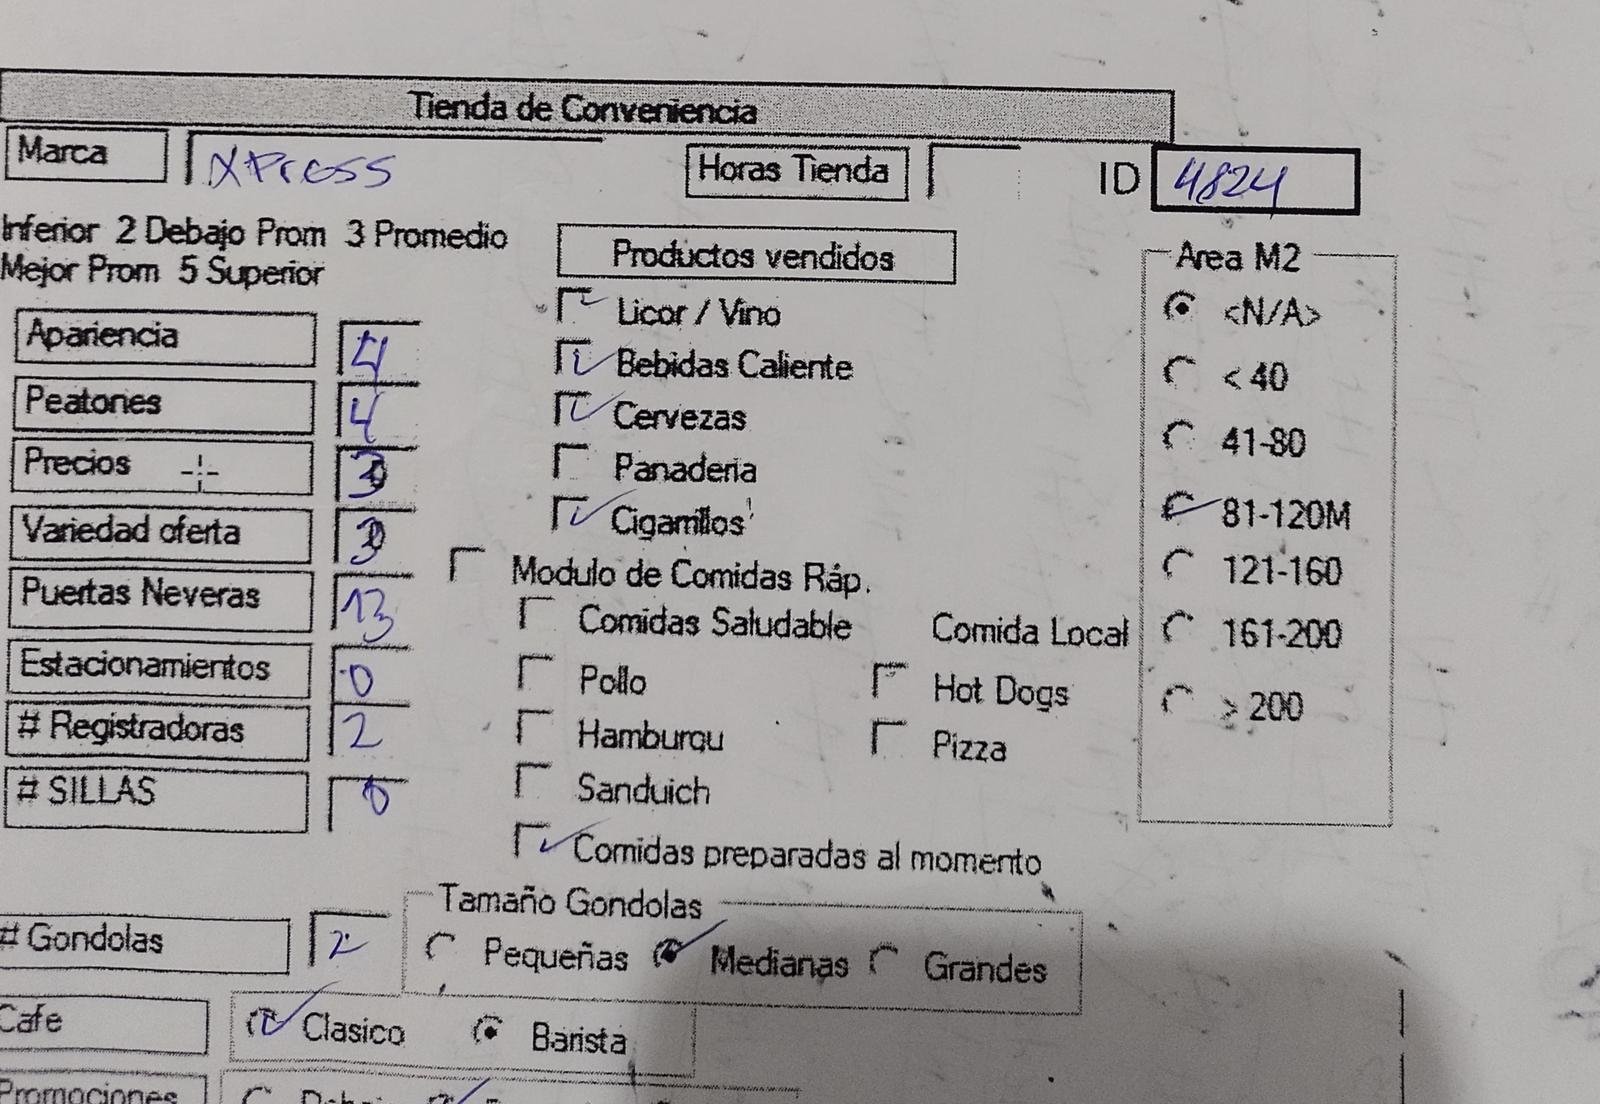 Tienda de Conveniencia
Marca XPress Horas Tienda ID 4824
Inferior 2 Debajo Prom 3 Promedio
Mejor Prom 5 Superior
Productos vendidos
Area M2
Licor / Vino
<N/A>
Apariencia 4
Bebidas Caliente
< 40
Peatones 4
Cervezas
41-80
Precios 3
Panaderia
Variedad oferta 3
Cigarrillos
81-120M
Puertas Neveras 13
Modulo de Comidas Ráp.
121-160
Comidas Saludable Comida Local
161-200
Estacionamientos 0
Pollo Hot Dogs
> 200
# Registradoras 2
Hamburgu Pizza
# SILLAS 0
Sanduich
Comidas preparadas al momento
Tamaño Gondolas
# Gondolas 2
Pequeñas Medianas Grandes
Cafe Clasico Barista
Promociones